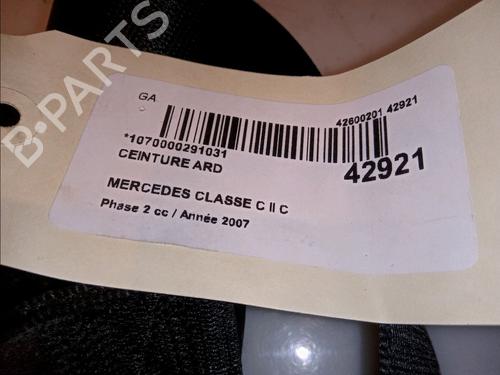 GA
42600201 42921
*1070000291031
42921
CEINTURE ARD
MERCEDES CLASSE C II C
Phase 2 cc / Année 2007
B-PARTS